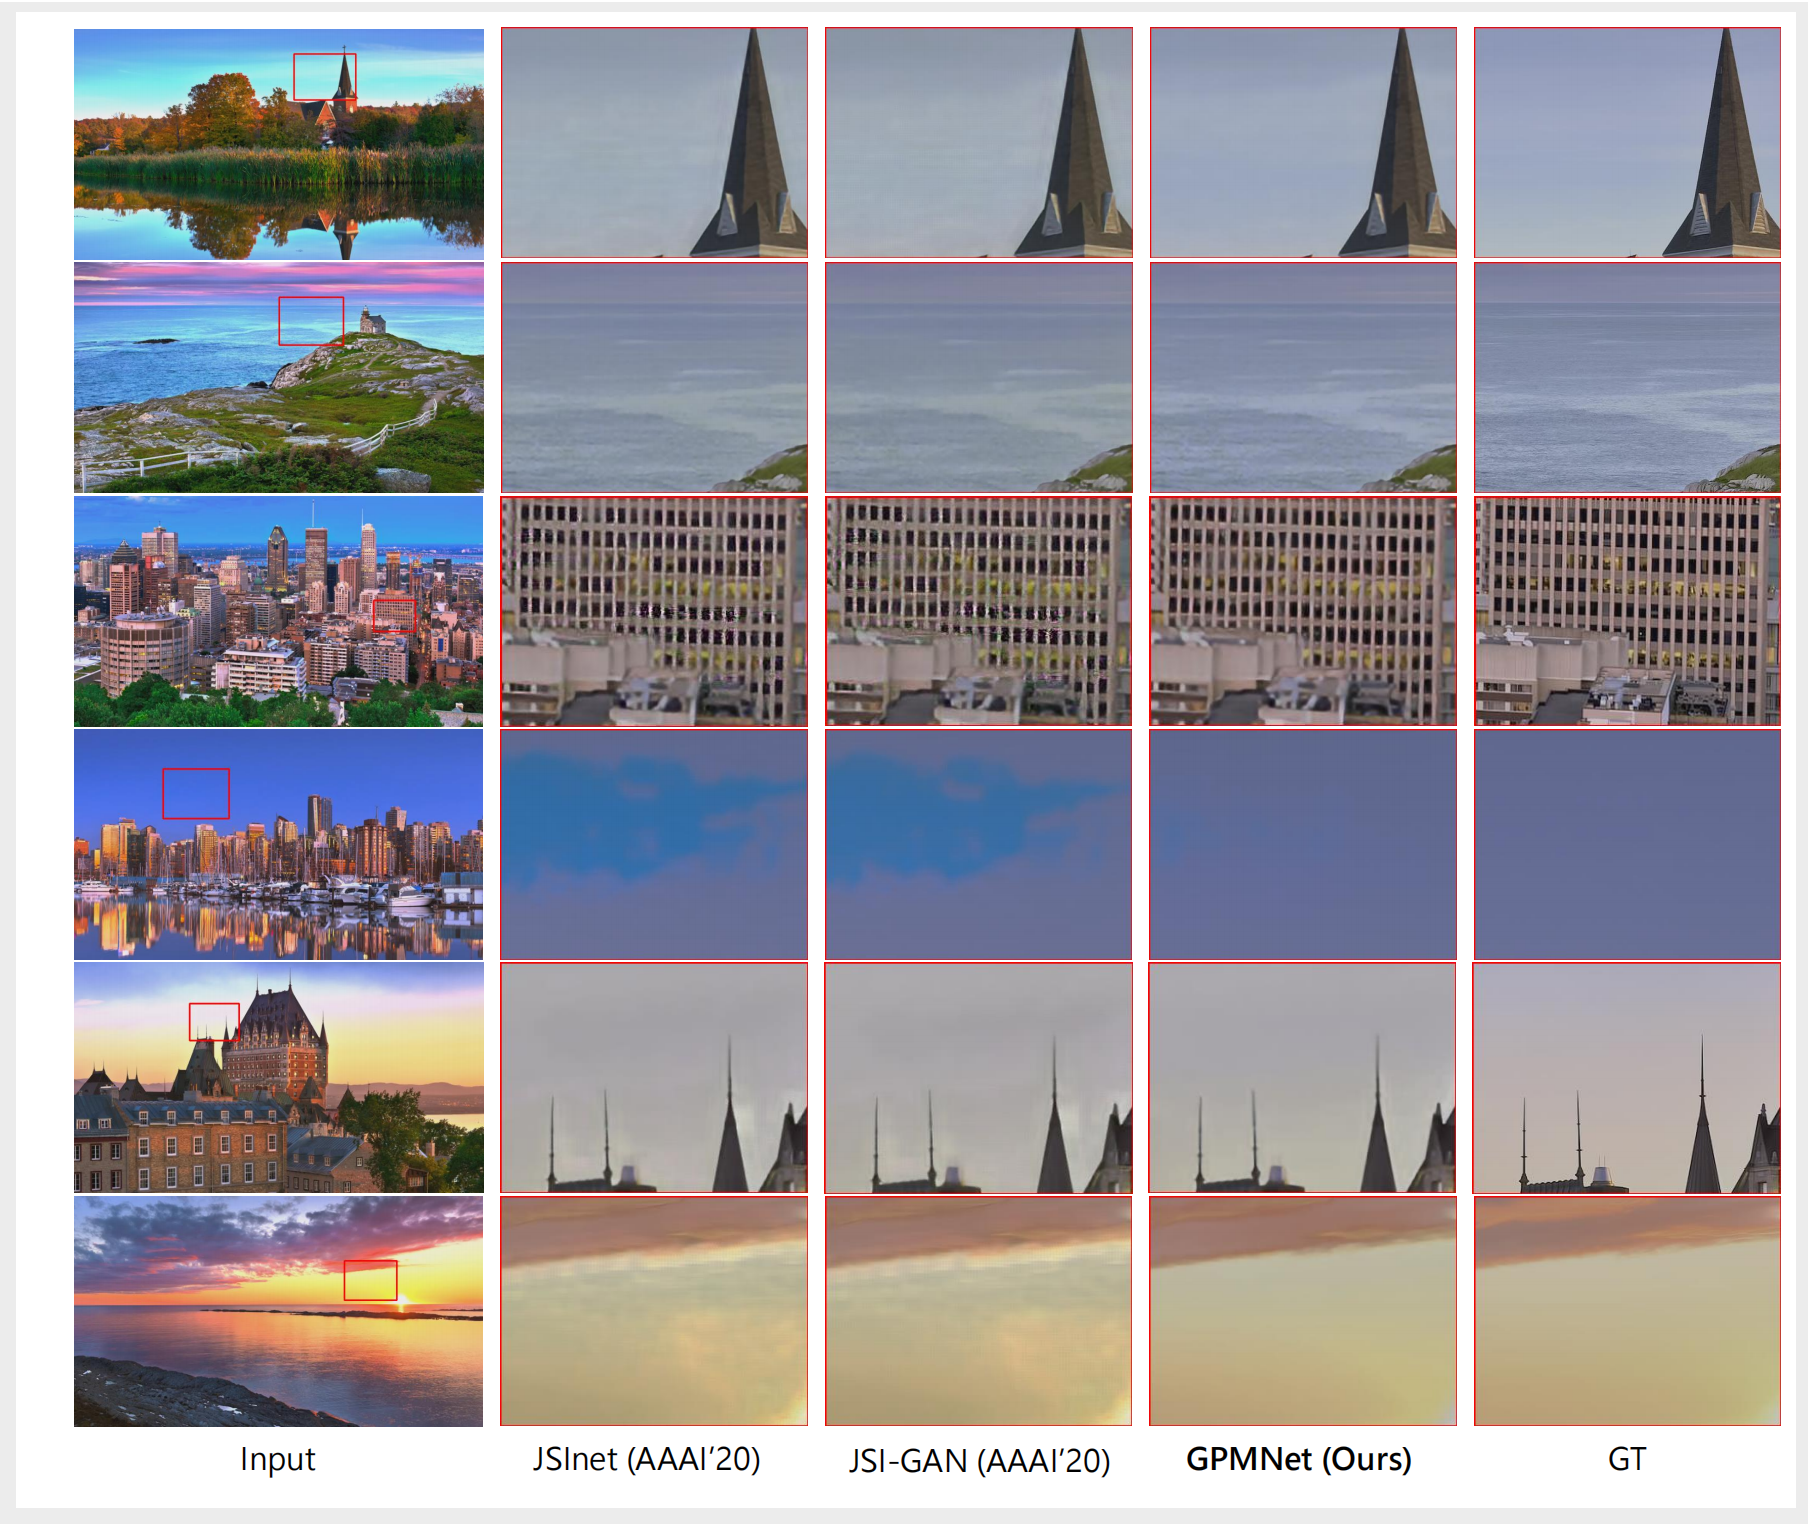 Input
JSInet (AAAI'20)
JSI-GAN (AAAI'20)
GPMNet (Ours)
GT